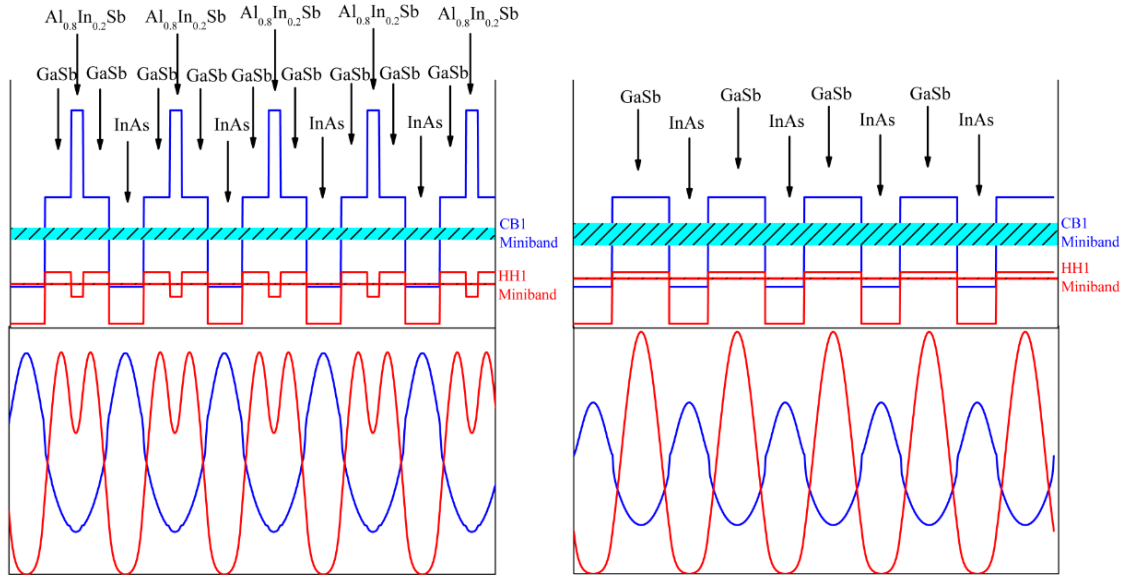 Al₀.₈In₀.₂Sb Al₀.₈In₀.₂Sb Al₀.₈In₀.₂Sb Al₀.₈In₀.₂Sb Al₀.₈In₀.₂Sb
GaSb GaSb GaSb GaSb GaSb GaSb GaSb GaSb GaSb
InAs InAs InAs InAs
CB1
Miniband
HH1
Miniband
GaSb GaSb GaSb GaSb
InAs InAs InAs InAs
CB1
Miniband
HH1
Miniband